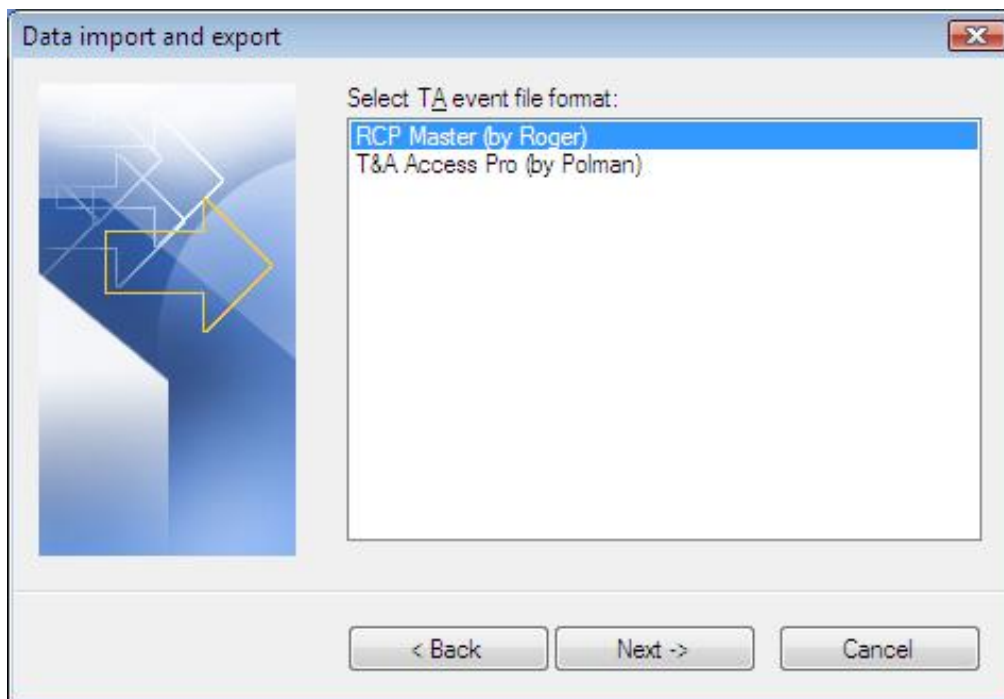 Data import and export
Select TA event file format:
RCP Master (by Roger)
T&A Access Pro (by Polman)
< Back
Next ->
Cancel